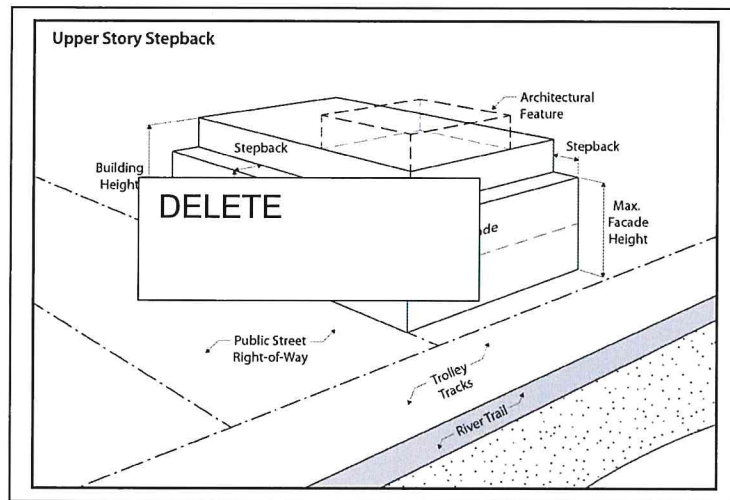 Upper Story Stepback
Architectural
Feature
Stepback
Stepback
Building
Height
DELETE
Max.
Facade
Height
Public Street
Right-of-Way
Trolley
Tracks
River Trail